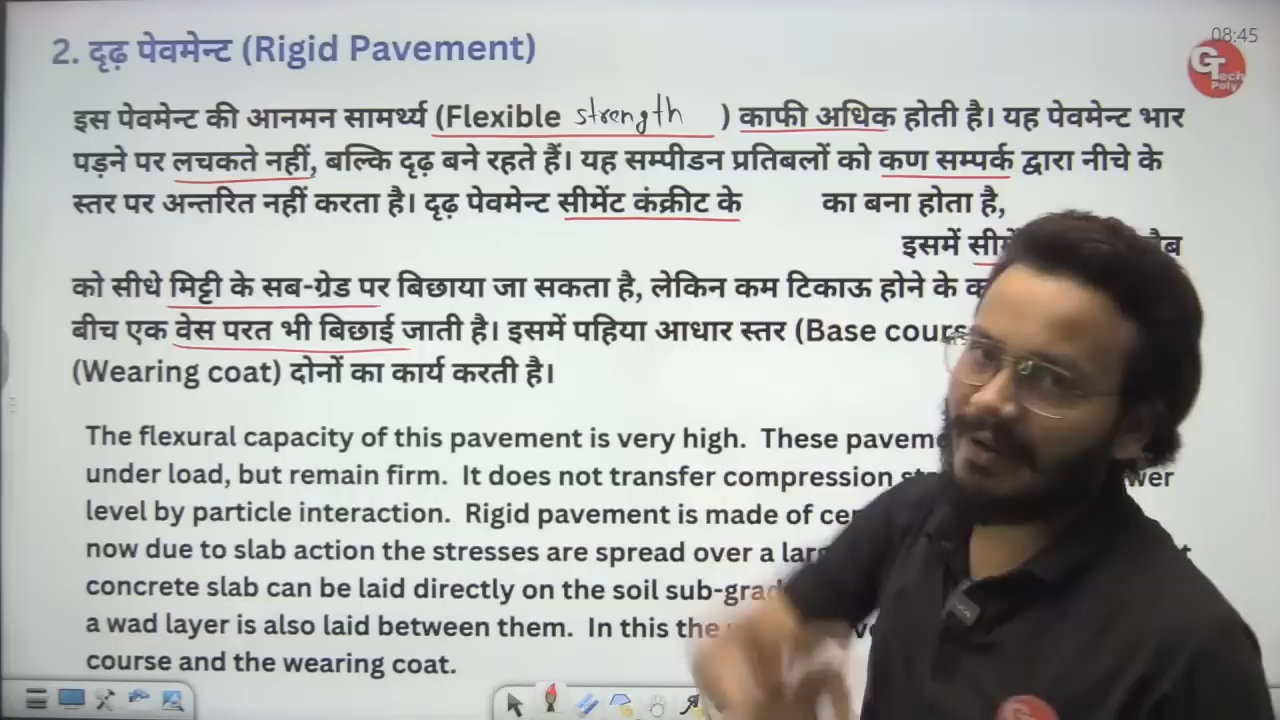 08:45
GTech Poly
2. दृढ़ पेवमेन्ट (Rigid Pavement)
इस पेवमेन्ट की आनमन सामर्थ्य (Flexible strength ) काफी अधिक होती है। यह पेवमेन्ट भार
पड़ने पर लचकते नहीं, बल्कि दृढ़ बने रहते हैं। यह सम्पीडन प्रतिबलों को कण सम्पर्क द्वारा नीचे के
स्तर पर अन्तरित नहीं करता है। दृढ़ पेवमेन्ट सीमेंट कंक्रीट के का बना होता है,
इसमें
को सीधे मिट्टी के सब-ग्रेड पर बिछाया जा सकता है, लेकिन कम टिकाऊ होने के
बीच एक वेस परत भी बिछाई जाती है। इसमें पहिया आधार स्तर (Base
(Wearing coat) दोनों का कार्य करती है।
The flexural capacity of this pavement is very high. These
under load, but remain firm. It does not transfer compression
level by particle interaction. Rigid pavement is made of
now due to slab action the stresses are spread over a
concrete slab can be laid directly on the soil
a wad layer is also laid between them. In this the
course and the wearing coat.